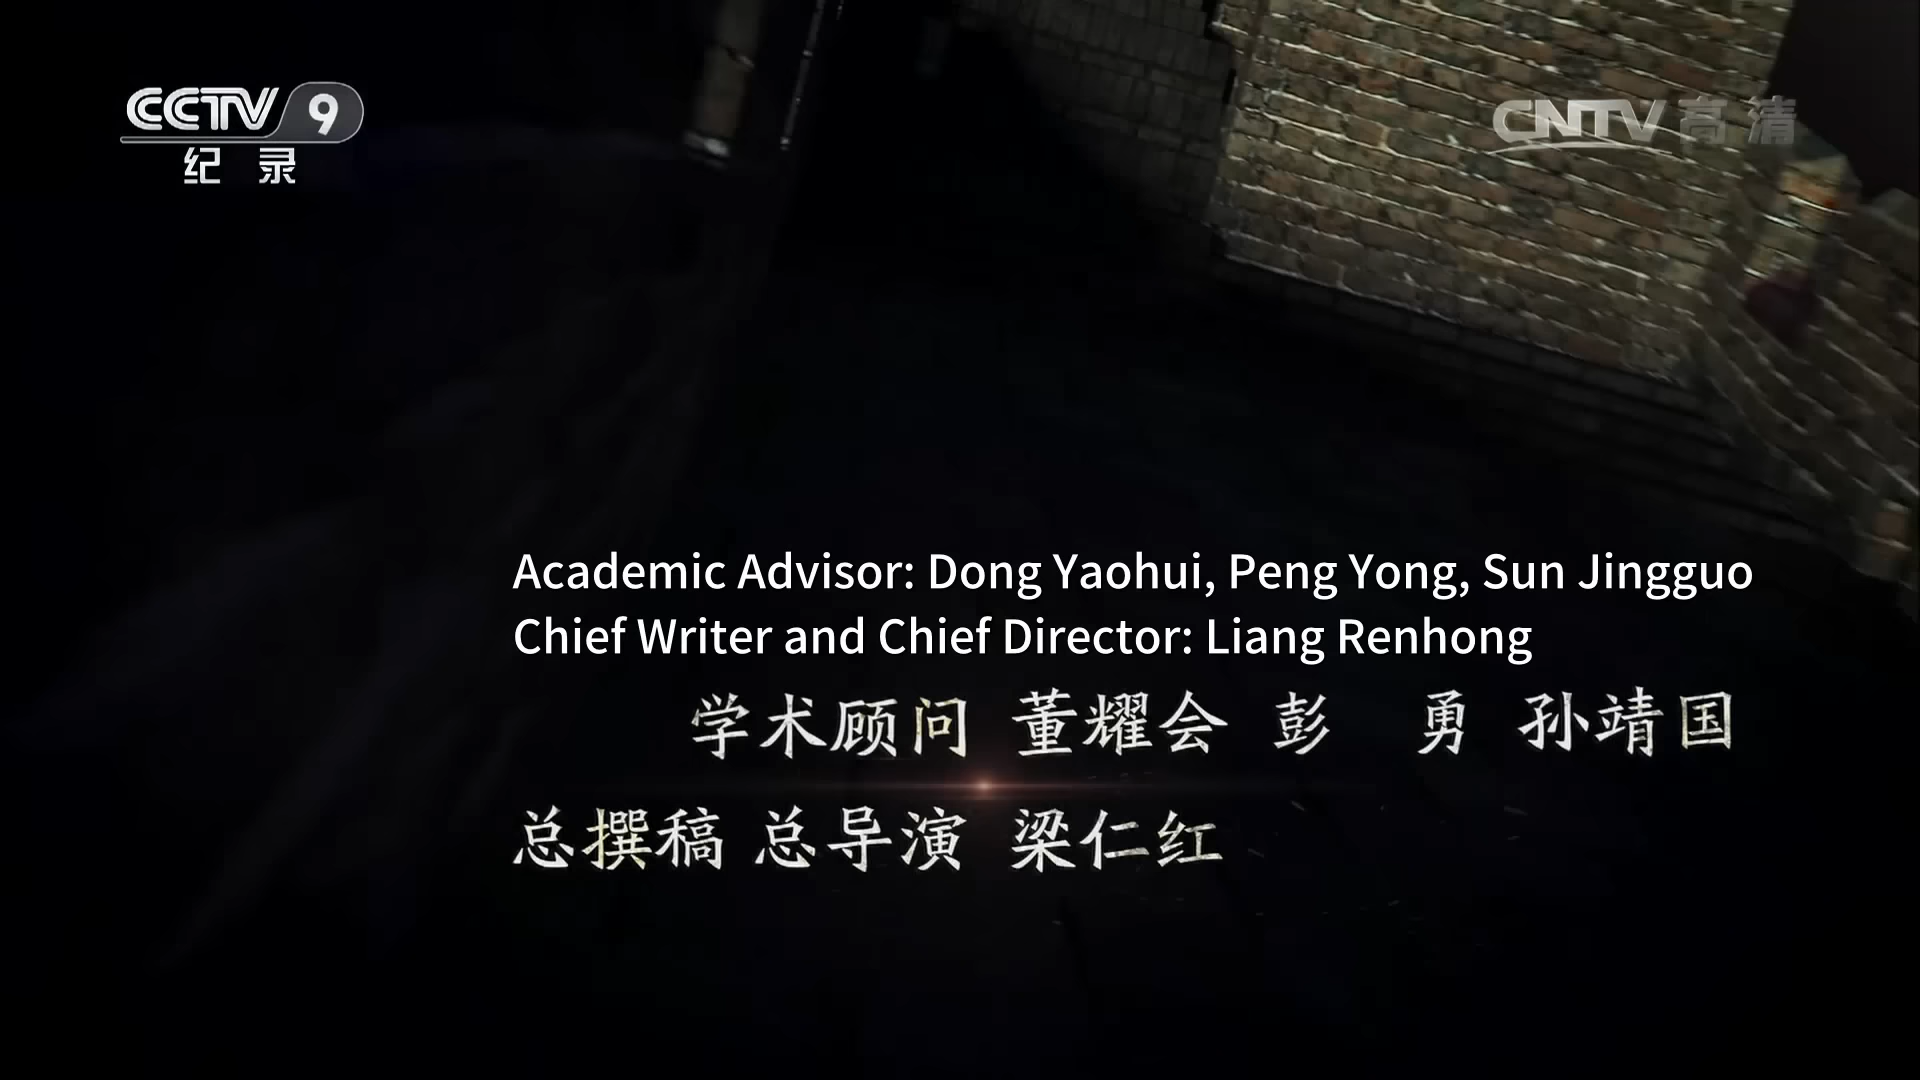 CCTV 9
纪录
CNTV 高清
Academic Advisor: Dong Yaohui, Peng Yong, Sun Jingguo
Chief Writer and Chief Director: Liang Renhong
学术顾问 董耀会 彭 勇 孙靖国
总撰稿 总导演 梁仁红